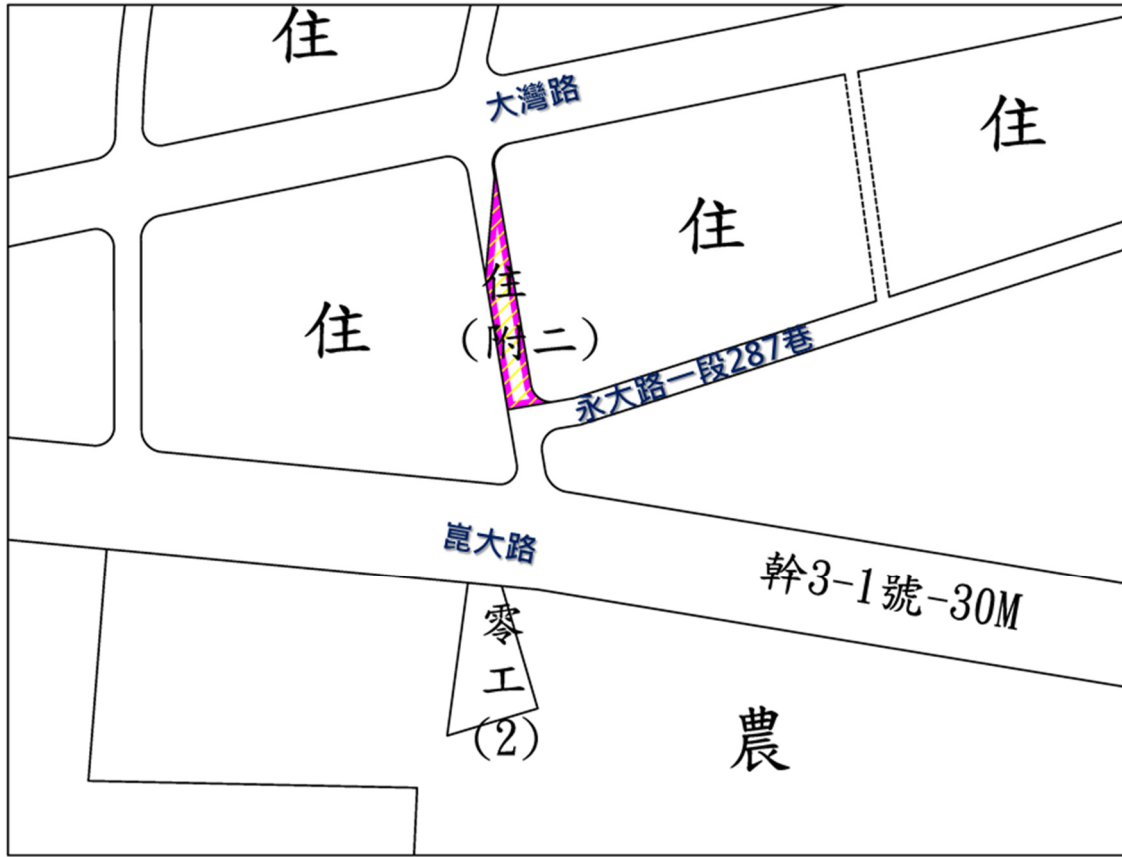 住
大灣路
住
住
住
(附二)
住
永大路一段287巷
崑大路
幹3-1號-30M
零
工
(2)
農